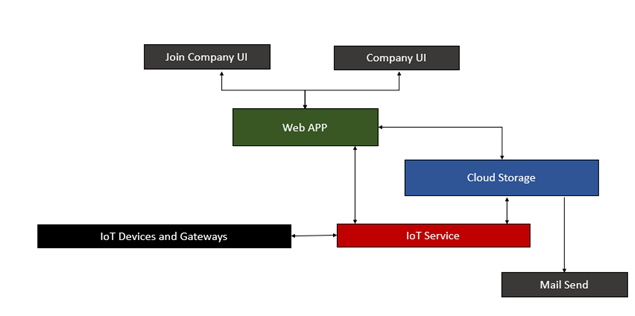 Join Company UI
Company UI
Web APP
Cloud Storage
IoT Devices and Gateways
IoT Service
Mail Send